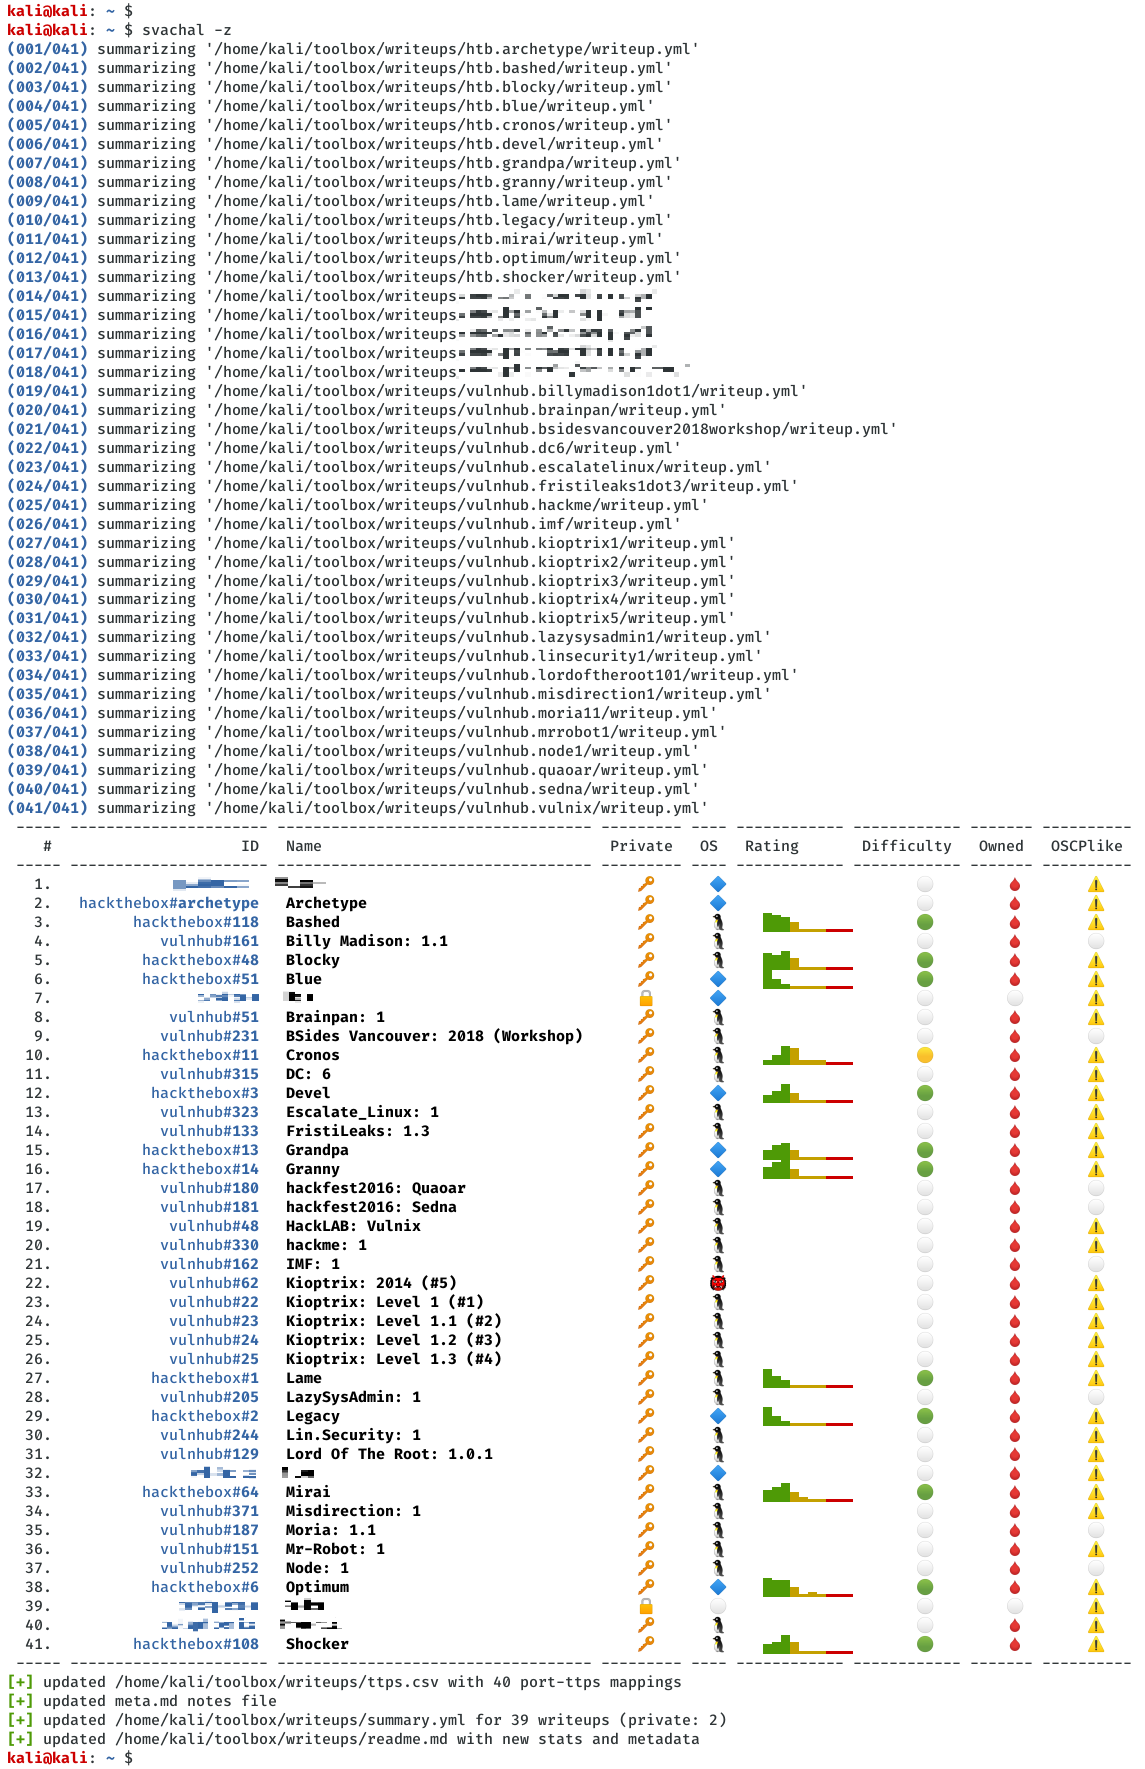 kali@kali: ~ $
kali@kali: ~ $ svachal -z
(001/041) summarizing '/home/kali/toolbox/writeups/htb.archetype/writeup.yml'
(002/041) summarizing '/home/kali/toolbox/writeups/htb.bashed/writeup.yml'
(003/041) summarizing '/home/kali/toolbox/writeups/htb.blocky/writeup.yml'
(004/041) summarizing '/home/kali/toolbox/writeups/htb.blue/writeup.yml'
(005/041) summarizing '/home/kali/toolbox/writeups/htb.cronos/writeup.yml'
(006/041) summarizing '/home/kali/toolbox/writeups/htb.devel/writeup.yml'
(007/041) summarizing '/home/kali/toolbox/writeups/htb.grandpa/writeup.yml'
(008/041) summarizing '/home/kali/toolbox/writeups/htb.granny/writeup.yml'
(009/041) summarizing '/home/kali/toolbox/writeups/htb.lame/writeup.yml'
(010/041) summarizing '/home/kali/toolbox/writeups/htb.legacy/writeup.yml'
(011/041) summarizing '/home/kali/toolbox/writeups/htb.mirai/writeup.yml'
(012/041) summarizing '/home/kali/toolbox/writeups/htb.optimum/writeup.yml'
(013/041) summarizing '/home/kali/toolbox/writeups/htb.shocker/writeup.yml'
(014/041) summarizing '/home/kali/toolbox/writeups
(015/041) summarizing '/home/kali/toolbox/writeups
(016/041) summarizing '/home/kali/toolbox/writeups
(017/041) summarizing '/home/kali/toolbox/writeups
(018/041) summarizing '/home/kali/toolbox/writeups
(019/041) summarizing '/home/kali/toolbox/writeups/vulnhub.billymadison1dot1/writeup.yml'
(020/041) summarizing '/home/kali/toolbox/writeups/vulnhub.brainpan/writeup.yml'
(021/041) summarizing '/home/kali/toolbox/writeups/vulnhub.bsidesvancouver2018workshop/writeup.yml'
(022/041) summarizing '/home/kali/toolbox/writeups/vulnhub.dc6/writeup.yml'
(023/041) summarizing '/home/kali/toolbox/writeups/vulnhub.escalatelinux/writeup.yml'
(024/041) summarizing '/home/kali/toolbox/writeups/vulnhub.fristileaks1dot3/writeup.yml'
(025/041) summarizing '/home/kali/toolbox/writeups/vulnhub.hackme/writeup.yml'
(026/041) summarizing '/home/kali/toolbox/writeups/vulnhub.imf/writeup.yml'
(027/041) summarizing '/home/kali/toolbox/writeups/vulnhub.kioptrix1/writeup.yml'
(028/041) summarizing '/home/kali/toolbox/writeups/vulnhub.kioptrix2/writeup.yml'
(029/041) summarizing '/home/kali/toolbox/writeups/vulnhub.kioptrix3/writeup.yml'
(030/041) summarizing '/home/kali/toolbox/writeups/vulnhub.kioptrix4/writeup.yml'
(031/041) summarizing '/home/kali/toolbox/writeups/vulnhub.kioptrix5/writeup.yml'
(032/041) summarizing '/home/kali/toolbox/writeups/vulnhub.lazysysadmin1/writeup.yml'
(033/041) summarizing '/home/kali/toolbox/writeups/vulnhub.linsecurity1/writeup.yml'
(034/041) summarizing '/home/kali/toolbox/writeups/vulnhub.lordoftheroot101/writeup.yml'
(035/041) summarizing '/home/kali/toolbox/writeups/vulnhub.misdirection1/writeup.yml'
(036/041) summarizing '/home/kali/toolbox/writeups/vulnhub.moria11/writeup.yml'
(037/041) summarizing '/home/kali/toolbox/writeups/vulnhub.mrrobot1/writeup.yml'
(038/041) summarizing '/home/kali/toolbox/writeups/vulnhub.node1/writeup.yml'
(039/041) summarizing '/home/kali/toolbox/writeups/vulnhub.quaoar/writeup.yml'
(040/041) summarizing '/home/kali/toolbox/writeups/vulnhub.sedna/writeup.yml'
(041/041) summarizing '/home/kali/toolbox/writeups/vulnhub.vulnix/writeup.yml'
# ID Name Private OS Rating Difficulty Owned OSCPlike
1.
2. hackthebox#archetype Archetype
3. hackthebox#118 Bashed
4. vulnhub#161 Billy Madison: 1.1
5. hackthebox#48 Blocky
6. hackthebox#51 Blue
7.
8. vulnhub#51 Brainpan: 1
9. vulnhub#231 BSides Vancouver: 2018 (Workshop)
10. hackthebox#11 Cronos
11. vulnhub#315 DC: 6
12. hackthebox#3 Devel
13. vulnhub#323 Escalate_Linux: 1
14. vulnhub#133 FristiLeaks: 1.3
15. hackthebox#13 Grandpa
16. hackthebox#14 Granny
17. vulnhub#180 hackfest2016: Quaoar
18. vulnhub#181 hackfest2016: Sedna
19. vulnhub#48 HackLAB: Vulnix
20. vulnhub#330 hackme: 1
21. vulnhub#162 IMF: 1
22. vulnhub#62 Kioptrix: 2014 (#5)
23. vulnhub#22 Kioptrix: Level 1 (#1)
24. vulnhub#23 Kioptrix: Level 1.1 (#2)
25. vulnhub#24 Kioptrix: Level 1.2 (#3)
26. vulnhub#25 Kioptrix: Level 1.3 (#4)
27. hackthebox#1 Lame
28. vulnhub#205 LazySysAdmin: 1
29. hackthebox#2 Legacy
30. vulnhub#244 Lin.Security: 1
31. vulnhub#129 Lord Of The Root: 1.0.1
32.
33. hackthebox#64 Mirai
34. vulnhub#371 Misdirection: 1
35. vulnhub#187 Moria: 1.1
36. vulnhub#151 Mr-Robot: 1
37. vulnhub#252 Node: 1
38. hackthebox#6 Optimum
39.
40.
41. hackthebox#108 Shocker
[+] updated /home/kali/toolbox/writeups/ttps.csv with 40 port-ttps mappings
[+] updated meta.md notes file
[+] updated /home/kali/toolbox/writeups/summary.yml for 39 writeups (private: 2)
[+] updated /home/kali/toolbox/writeups/readme.md with new stats and metadata
kali@kali: ~ $